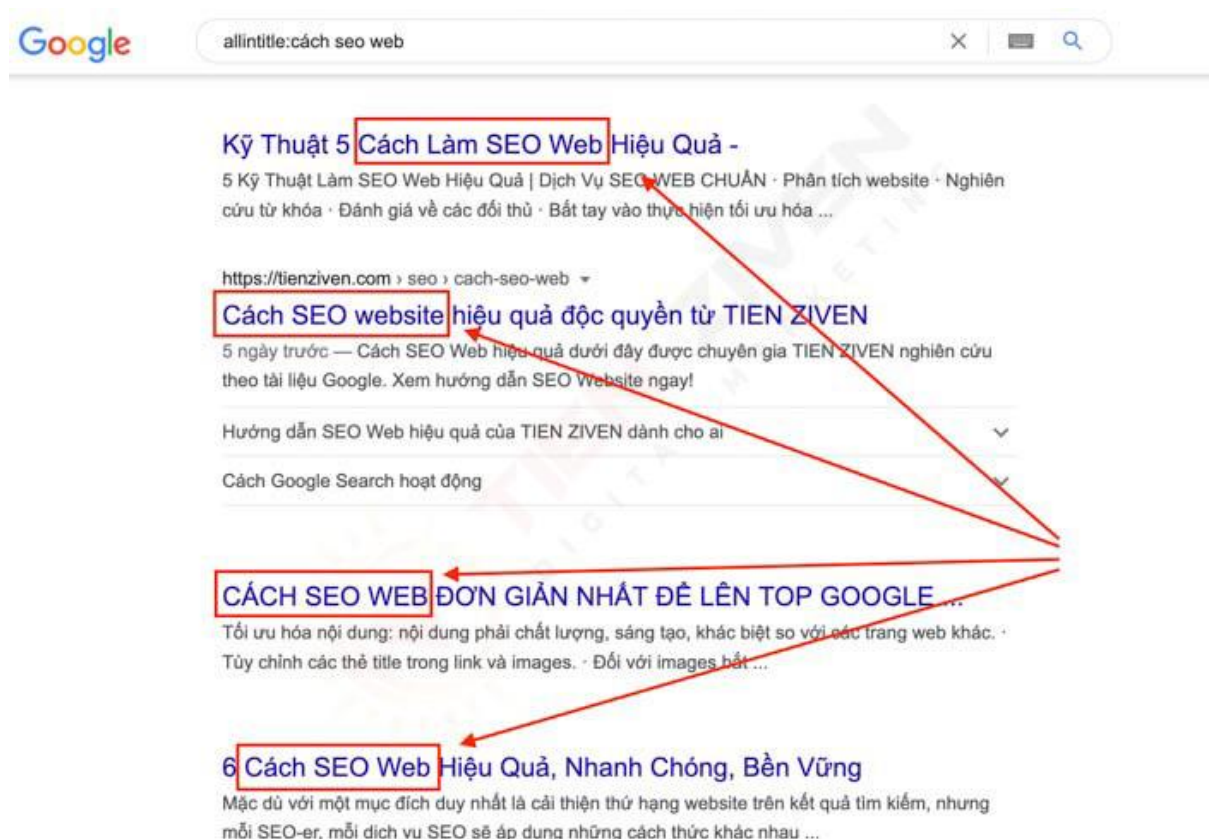 Google
allintitle:cách seo web
Kỹ Thuật 5 Cách Làm SEO Web Hiệu Quả -
5 Kỹ Thuật Làm SEO Web Hiệu Quả | Dịch Vụ SEO WEB CHUẨN · Phân tích website · Nghiên
cứu từ khóa · Đánh giá về các đối thủ · Bắt tay vào thực hiện tối ưu hóa ...
https://tienziven.com › seo › cach-seo-web
Cách SEO website hiệu quả độc quyền từ TIEN ZIVEN
5 ngày trước — Cách SEO Web hiệu quả dưới đây được chuyên gia TIEN ZIVEN nghiên cứu
theo tài liệu Google. Xem hướng dẫn SEO Website ngay!
Hướng dẫn SEO Web hiệu quả của TIEN ZIVEN dành cho ai
Cách Google Search hoạt động
CÁCH SEO WEB ĐƠN GIẢN NHẤT ĐỂ LÊN TOP GOOGLE ...
Tối ưu hóa nội dung: nội dung phải chất lượng, sáng tạo, khác biệt so với các trang web khác. ·
Tùy chỉnh các thẻ title trong link và images. · Đối với images bắt ...
6 Cách SEO Web Hiệu Quả, Nhanh Chóng, Bền Vững
Mặc dù với một mục đích duy nhất là cải thiện thứ hạng website trên kết quả tìm kiếm, nhưng
mỗi SEO-er, mỗi dịch vụ SEO sẽ áp dụng những cách thức khác nhau ...
TIEN ZIVEN
DIGITAL MARKETING